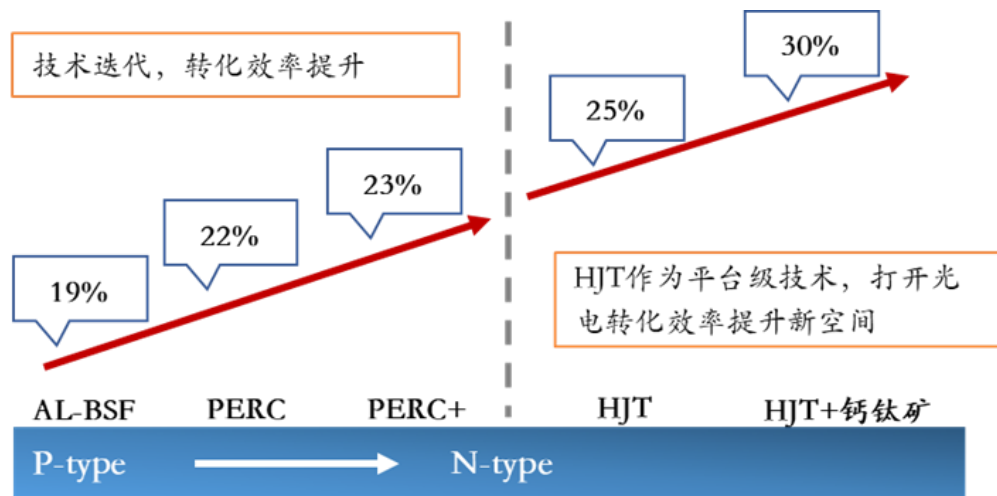 技术迭代，转化效率提升
19%
22%
23%
25%
30%
HJT作为平台级技术，打开光
电转化效率提升新空间
AL-BSF
PERC
PERC+
HJT
HJT+钙钛矿
P-type
N-type